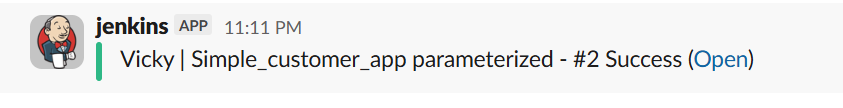 jenkins APP 11:11 PM
Vicky | Simple_customer_app parameterized - #2 Success (Open)